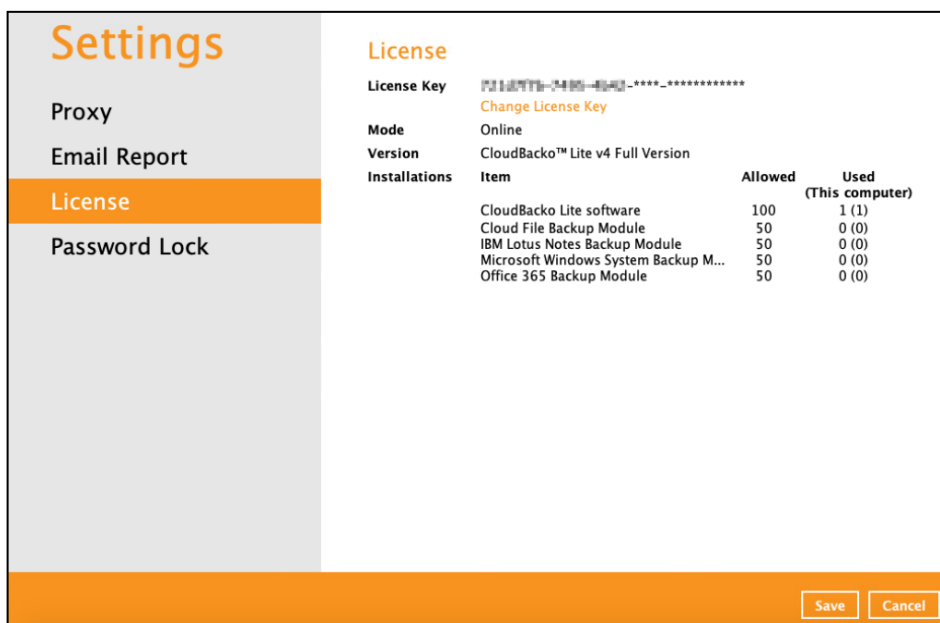 Settings
Proxy
Email Report
License
Password Lock
License
License Key -****-************
Change License Key
Mode Online
Version CloudBacko™ Lite v4 Full Version
Installations Item Allowed Used
(This computer)
CloudBacko Lite software 100 1 (1)
Cloud File Backup Module 50 0 (0)
IBM Lotus Notes Backup Module 50 0 (0)
Microsoft Windows System Backup M... 50 0 (0)
Office 365 Backup Module 50 0 (0)
Save Cancel